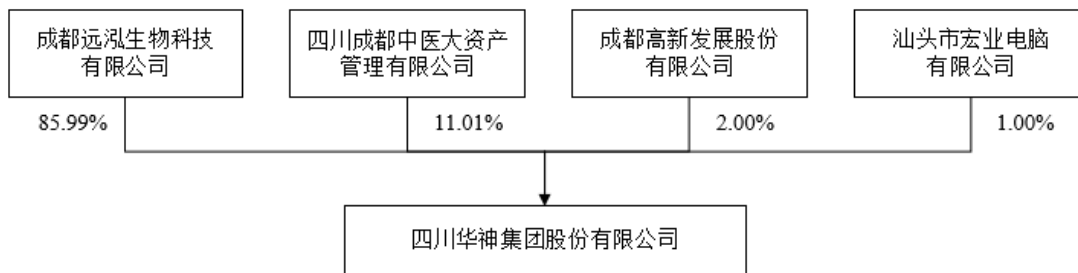 成都远泓生物科技
有限公司
四川成都中医大资产
管理有限公司
成都高新发展股份
有限公司
汕头市宏业电脑
有限公司
85.99%
11.01%
2.00%
1.00%
四川华神集团股份有限公司